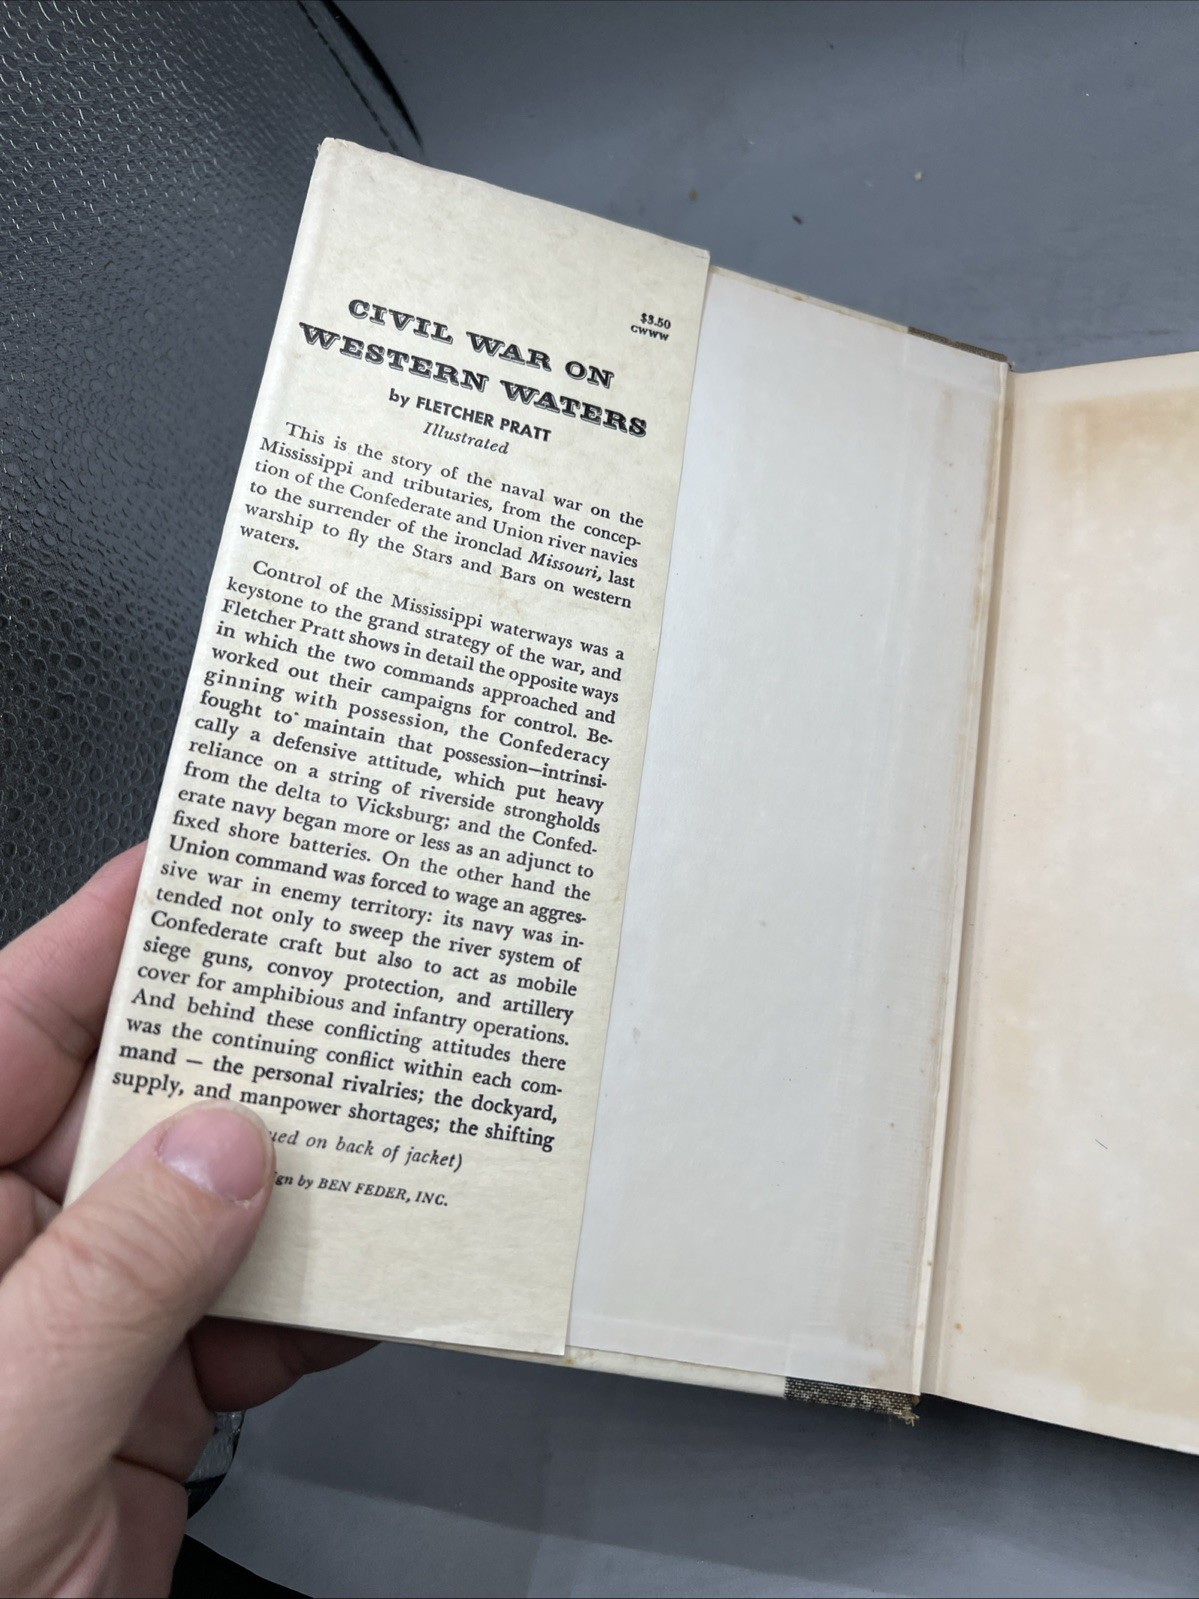 $3.50
CWWW
CIVIL WAR ON
WESTERN WATERS
by FLETCHER PRATT
Illustrated
This is the story of the naval war on the
Mississippi and tributaries, from the concep-
tion of the Confederate and Union river navies
to the surrender of the ironclad Missouri, last
warship to fly the Stars and Bars on western
waters.
Control of the Mississippi waterways was a
keystone to the grand strategy of the war, and
Fletcher Pratt shows in detail the opposite ways
in which the two commands approached and
worked out their campaigns for control. Be-
ginning with possession, the Confederacy
fought to maintain that possession—intrinsi-
cally a defensive attitude, which put heavy
reliance on a string of riverside strongholds
from the delta to Vicksburg; and the Confed-
erate navy began more or less as an adjunct to
fixed shore batteries. On the other hand the
Union command was forced to wage an aggres-
sive war in enemy territory: its navy was in-
tended not only to sweep the river system of
Confederate craft but also to act as mobile
siege guns, convoy protection, and artillery
cover for amphibious and infantry operations.
And behind these conflicting attitudes there
was the continuing conflict within each com-
mand — the personal rivalries; the dockyard,
supply, and manpower shortages; the shifting
on back of jacket)
by BEN FEDER, INC.